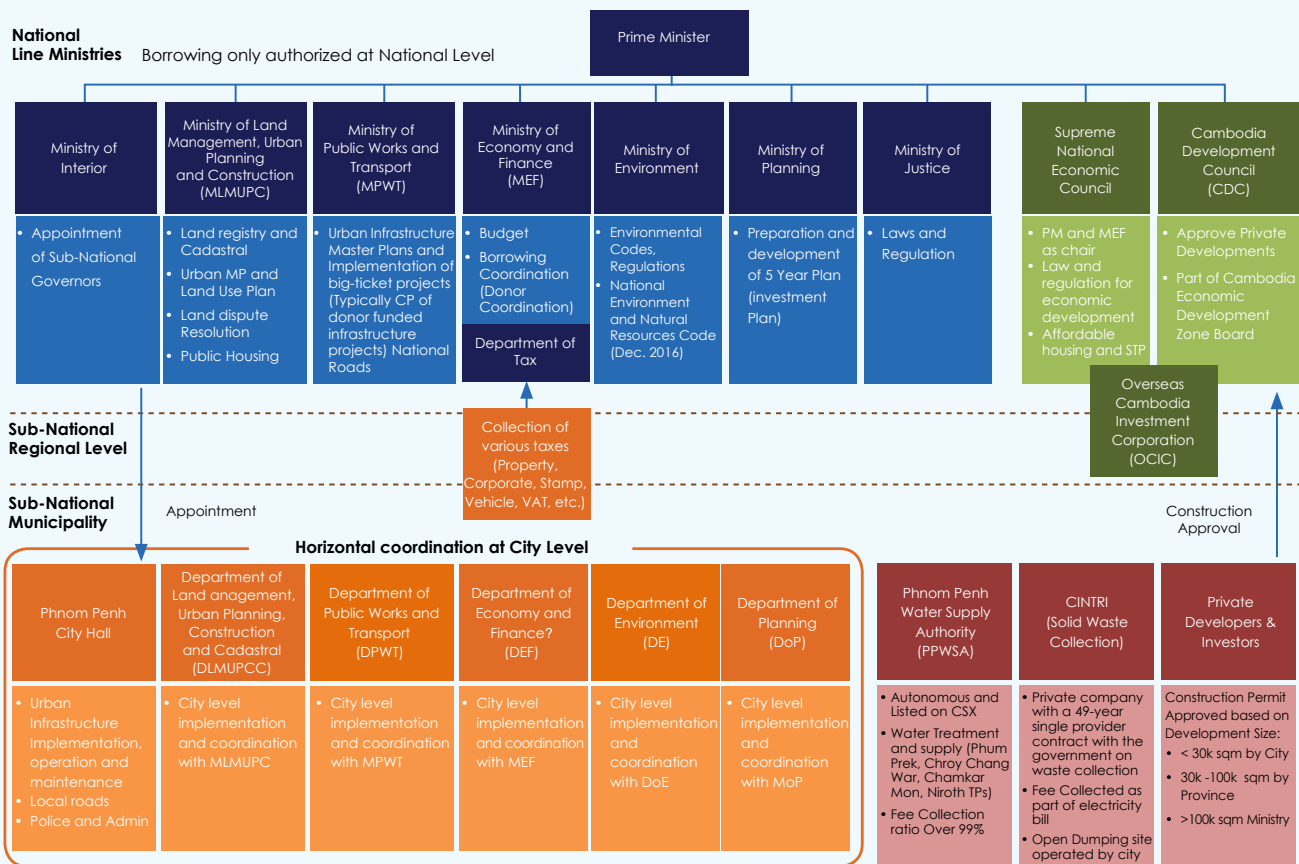 National
Line Ministries
Borrowing only authorized at National Level
Prime Minister
Ministry of
Interior
Ministry of Land
Management, Urban
Planning
and Construction
(MLMUPC)
Ministry of
Public Works and
Transport
(MPWT)
Ministry of
Economy and
Finance
(MEF)
Ministry of
Environment
Ministry of
Planning
Ministry of
Justice
Supreme
National
Economic
Council
Cambodia
Development
Council
(CDC)
• Appointment
of Sub-National
Governors
• Land registry and
Cadastral
• Urban MP and
Land Use Plan
• Land dispute
Resolution
• Public Housing
• Urban Infrastructure
Master Plans and
Implementation of
big-ticket projects
(Typically CP of
donor funded
infrastructure
projects) National
Roads
• Budget
• Borrowing
Coordination
(Donor
Coordination)
Department of
Tax
• Environmental
Codes,
Regulations
• National
Environment
and Natural
Resources Code
(Dec. 2016)
• Preparation and
development
of 5 Year Plan
(investment
Plan)
• Laws and
Regulation
• PM and MEF
as chair
• Law and
regulation for
economic
development
• Affordable
housing and STP
• Approve Private
Developments
• Part of Cambodia
Economic
Development
Zone Board
Overseas
Cambodia
Investment
Corporation
(OCIC)
Sub-National
Regional Level
Collection of
various taxes
(Property,
Corporate, Stamp,
Vehicle, VAT, etc.)
Sub-National
Municipality
Appointment
Construction
Approval
Horizontal coordination at City Level
Phnom Penh
City Hall
Department of
Land anagement,
Urban Planning,
Construction
and Cadastral
(DLMUPCC)
Department of
Public Works and
Transport
(DPWT)
Department of
Economy and
Finance?
(DEF)
Department of
Environment
(DE)
Department of
Planning
(DoP)
Phnom Penh
Water Supply
Authority
(PPWSA)
CINTRI
(Solid Waste
Collection)
Private
Developers &
Investors
• Urban
Infrastructure
Implementation,
operation and
maintenance
• Local roads
• Police and Admin
• City level
implementation
and coordination
with MLMUPC
• City level
implementation
and coordination
with MPWT
• City level
implementation
and coordination
with MEF
• City level
implementation
and
coordination
with DoE
• City level
implementation
and
coordination
with MoP
• Autonomous and
Listed on CSX
• Water Treatment
and supply (Phum
Prek, Chroy Chang
War, Chamkar
Mon, Niroth TPs)
• Fee Collection
ratio Over 99%
• Private company
with a 49-year
single provider
contract with the
government on
waste collection
• Fee Collected as
part of electricity
bill
• Open Dumping site
operated by city
Construction Permit
Approved based on
Development Size:
• < 30k sqm by City
• 30k -100k sqm by
Province
• >100k sqm Ministry